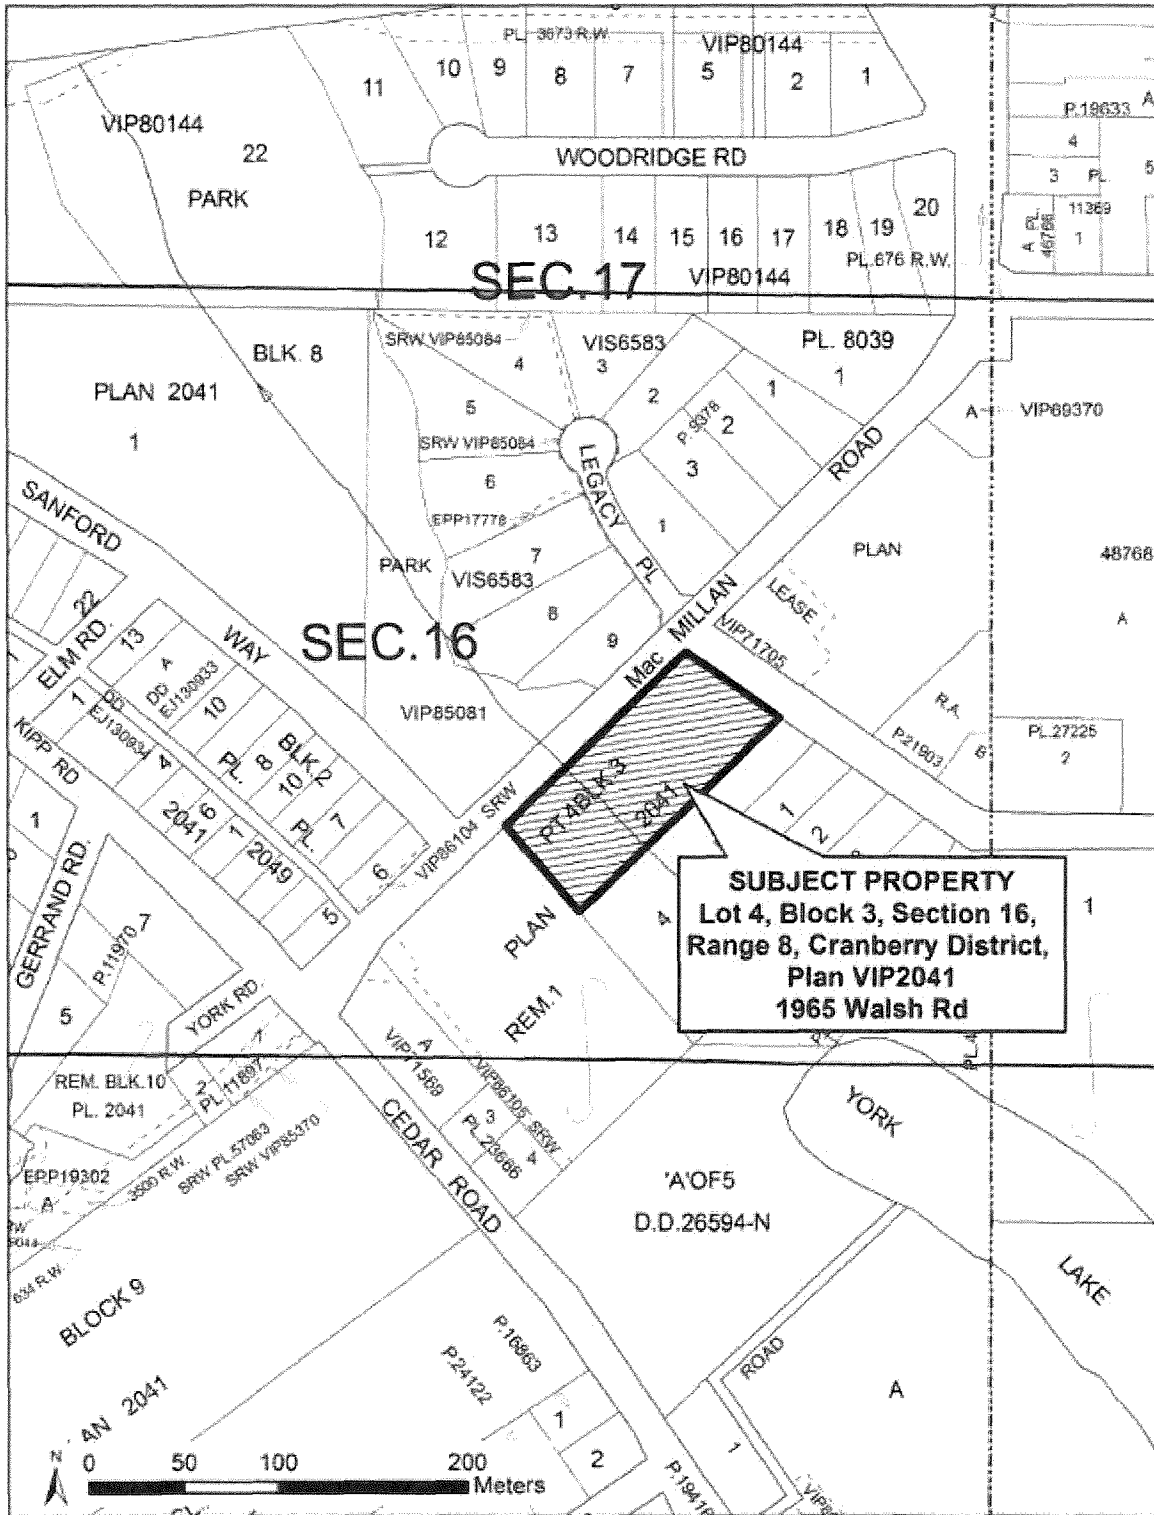 PL. 3673 R.W.
VIP80144
11
10
9
8
7
5
2
1
VIP80144
22
PARK
WOODRIDGE RD
P.19633
A
4
3
PL.
5
11369
1
A PL.
46766
12
13
14
15
16
17
18
19
20
PL.676 R.W.
SEC.17
VIP80144
BLK. 8
PLAN 2041
1
SRW VIP85084
4
5
SRW VIP85084
6
EPP17778
7
VIS6583
8
9
PARK
VIS6583
3
2
PL. 8039
1
1
P. 9378
2
3
1
LEGACY
PL
Mac MILLAN
ROAD
A
VIP69370
PLAN
48768
A
LEASE
VIP71705
SANFORD
WAY
SEC.16
VIP85081
22
ELM RD.
13
A
DD
EJ130933
10
1
DD
EJ130934
4
KIPP RD
PL. 8
BLK.2
10
PL. 7
6
2041
6
1
2049
5
VIP86104 SRW
PT.4BLK.3
2041
R.A.
P.21903
B
PL.27225
2
1
2
4
1
SUBJECT PROPERTY
Lot 4, Block 3, Section 16,
Range 8, Cranberry District,
Plan VIP2041
1965 Walsh Rd
1
GERRAND RD.
P.11970
7
5
YORK RD.
PLAN
REM.1
A
VIP71569
VIP86105 SRW
3
PL.23666
4
REM. BLK.10
PL. 2041
2
PL.11897
7
3500 R.W.
SRW PL.57063
SRW VIP85370
EPP19302
A
634 R.W.
CEDAR ROAD
'A'OF5
D.D.26594-N
YORK
LAKE
BLOCK 9
AN 2041
P.16863
P.24122
1
2
ROAD
A
1
N
0
50
100
200
Meters